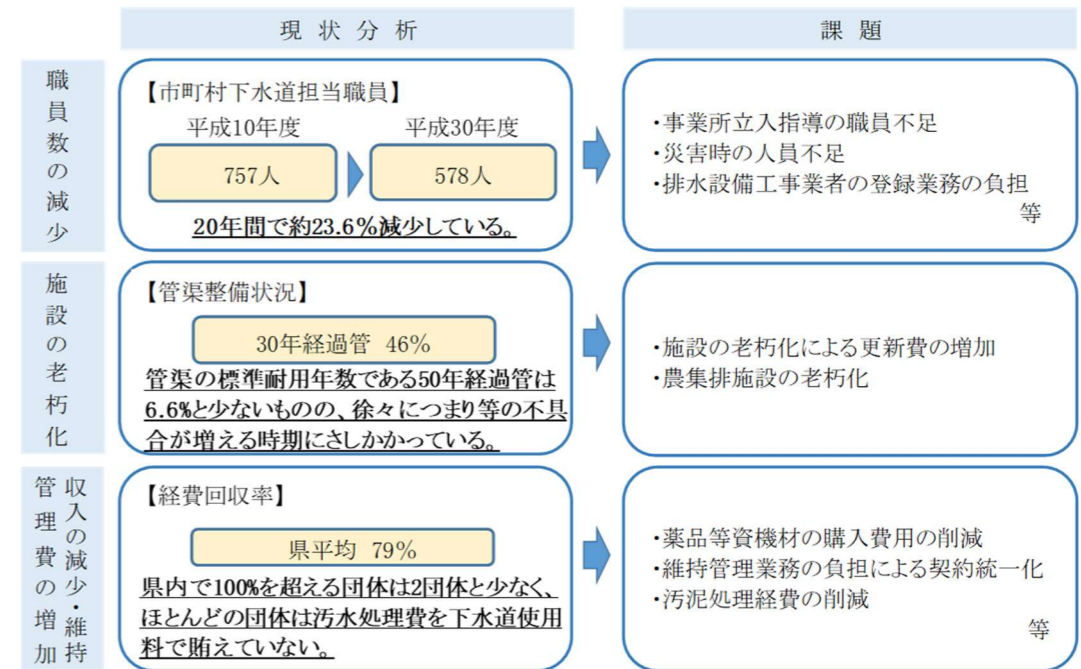 現状分析
課題
職員数の減少
【市町村下水道担当職員】
平成10年度
平成30年度
757人
578人
20年間で約23.6%減少している。
・事業所立入指導の職員不足
・災害時の人員不足
・排水設備工事業者の登録業務の負担
等
施設の老朽化
【管渠整備状況】
30年経過管 46%
管渠の標準耐用年数である50年経過管は
6.6%と少ないものの、徐々につまり等の不具
合が増える時期にさしかかっている。
・施設の老朽化による更新費の増加
・農集排施設の老朽化
収入の減少・維持
管理費の増加
【経費回収率】
県平均 79%
県内で100%を超える団体は2団体と少なく、
ほとんどの団体は汚水処理費を下水道使用
料で賄えていない。
・薬品等資機材の購入費用の削減
・維持管理業務の負担による契約統一化
・汚泥処理経費の削減
等